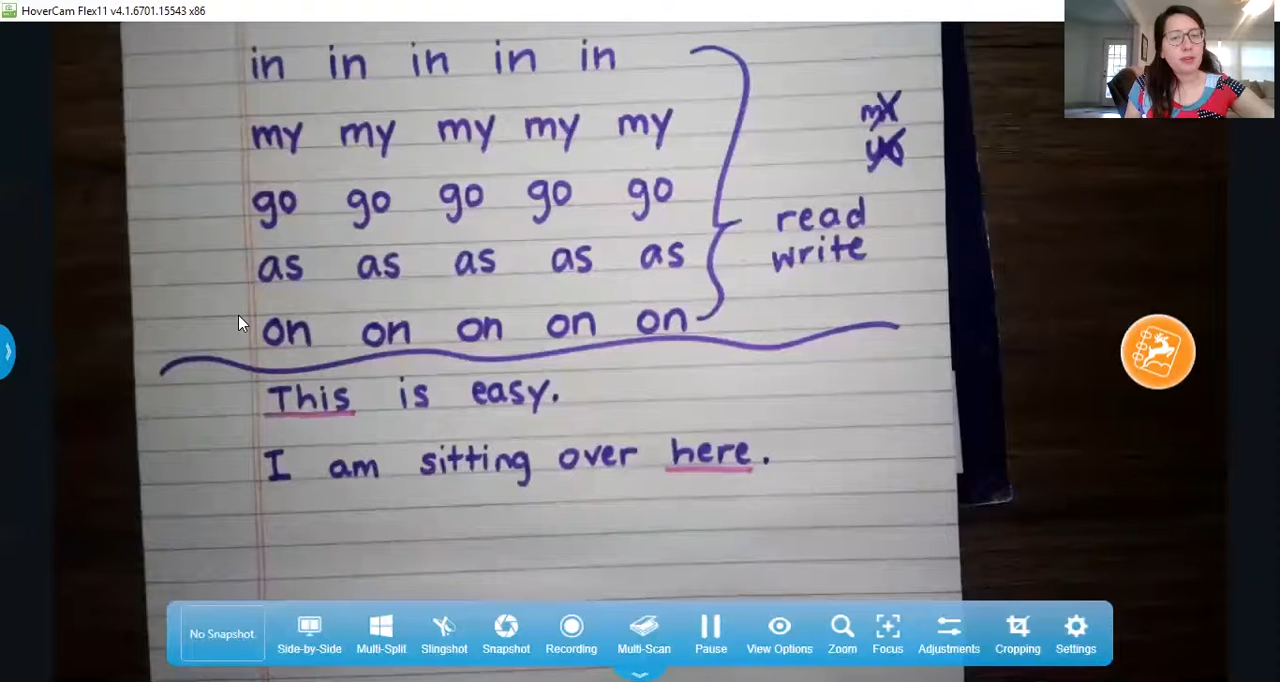 HoverCam Flex11 v4.1.6701.15543 x86
in in in in in
my my my my my
go go go go go
as as as as as
on on on on on
my
yo
read
write
This is easy.
I am sitting over here.
No Snapshot
Side-by-Side Multi-Split Slingshot Snapshot Recording Multi-Scan Pause View Options Zoom Focus Adjustments Cropping Settings